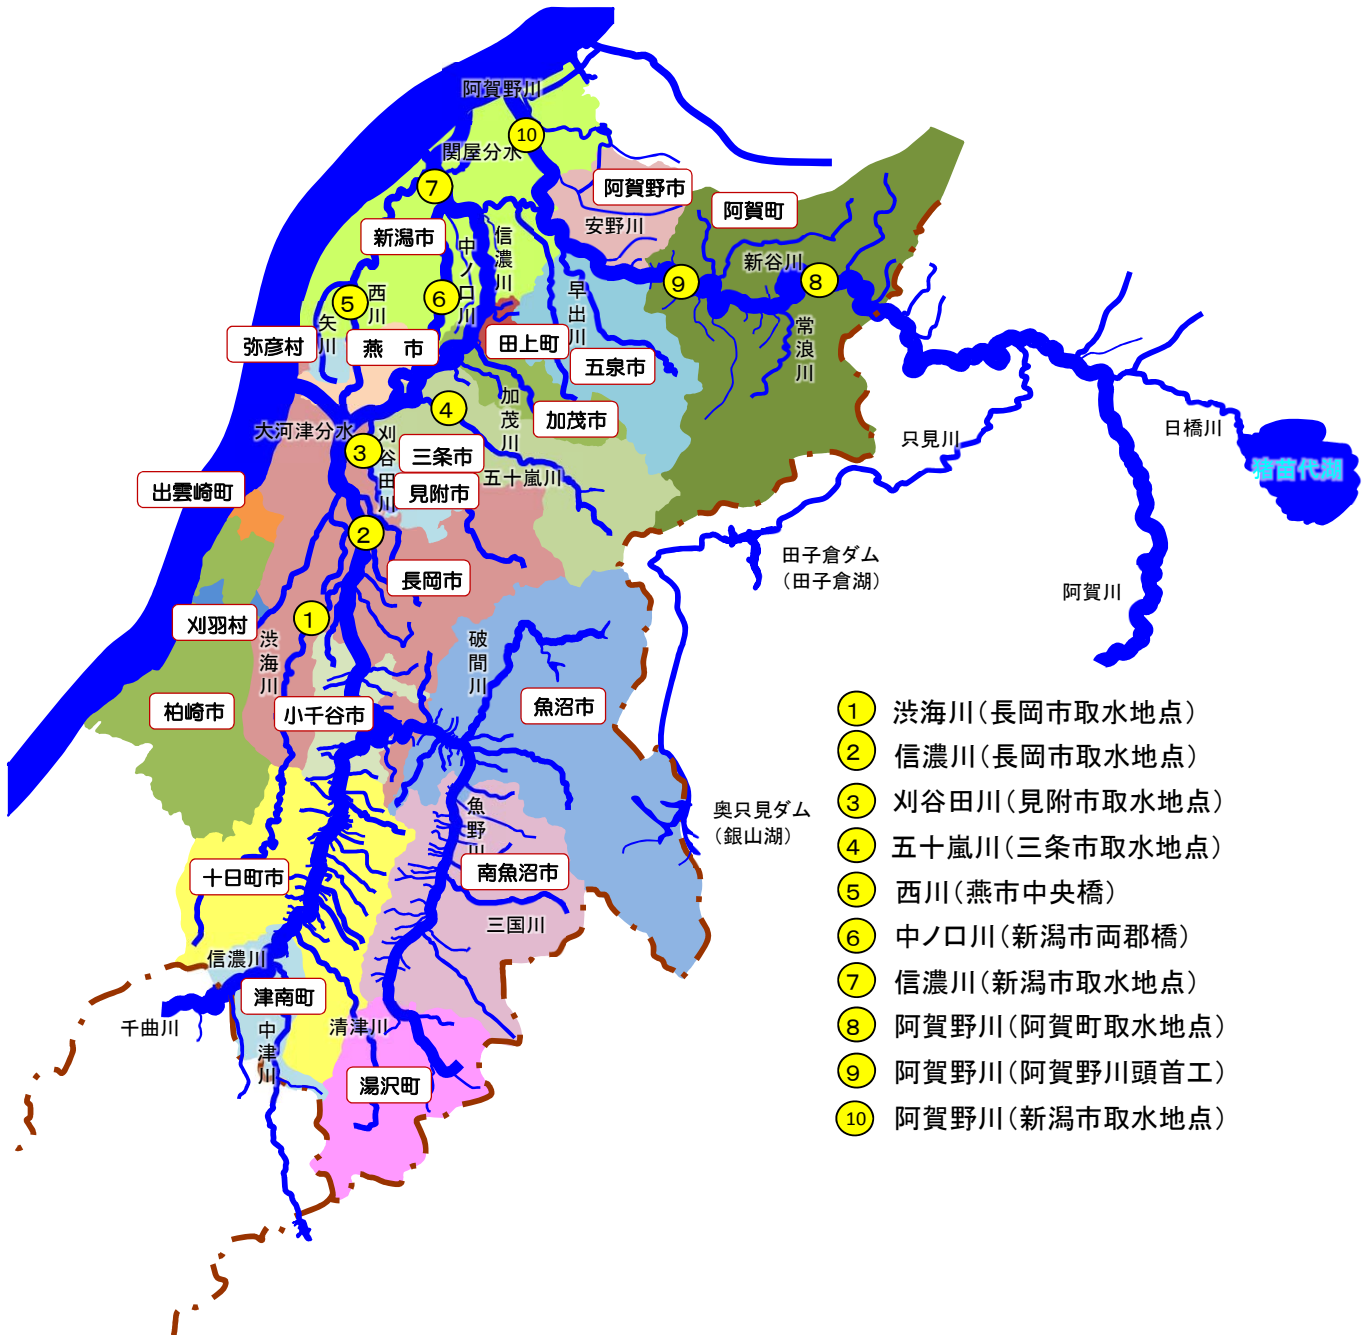 阿賀野川
10
関屋分水
7
阿賀野市
阿賀町
安野川
新潟市
中ノ口川
信濃川
新谷川
9
8
5
西川
6
早出川
矢川
常浪川
弥彦村
燕 市
田上町
五泉市
加茂川
4
加茂市
大河津分水
刈谷田川
3
三条市
五十嵐川
只見川
日橋川
猪苗代湖
出雲崎町
見附市
2
田子倉ダム
(田子倉湖)
長岡市
阿賀川
刈羽村
1
渋海川
破間川
柏崎市
小千谷市
魚沼市
魚野川
奥只見ダム
(銀山湖)
十日町市
南魚沼市
三国川
信濃川
津南町
千曲川
中津川
清津川
湯沢町
1 渋海川(長岡市取水地点)
2 信濃川(長岡市取水地点)
3 刈谷田川(見附市取水地点)
4 五十嵐川(三条市取水地点)
5 西川(燕市中央橋)
6 中ノ口川(新潟市両郡橋)
7 信濃川(新潟市取水地点)
8 阿賀野川(阿賀町取水地点)
9 阿賀野川(阿賀野川頭首工)
10 阿賀野川(新潟市取水地点)